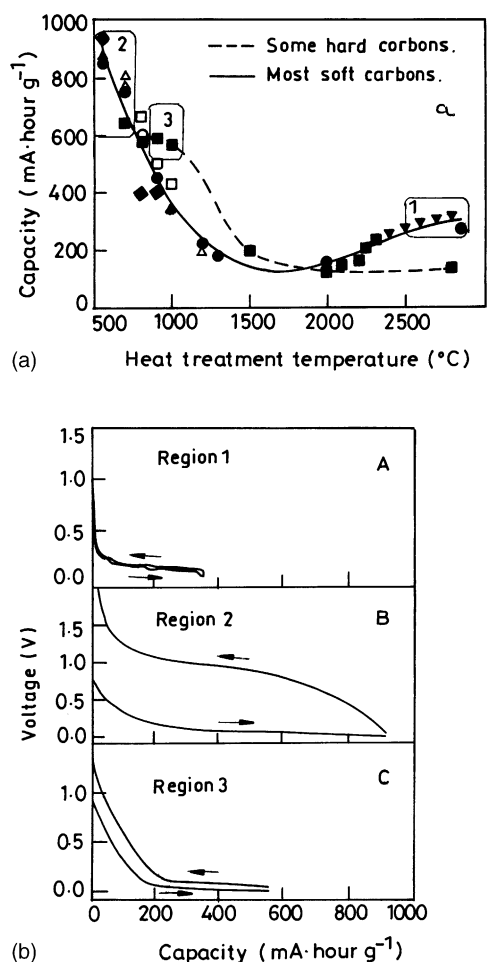 1000
800
600
400
200
0
Capacity (mA·hour g⁻¹)
2
3
1
Some hard carbons.
Most soft carbons.
a
500 1000 1500 2000 2500
(a) Heat treatment temperature (°C)
1.5
1.0
0.5
0.0
Region 1 A
1.5
1.0
0.5
0.0
Region 2 B
1.0
0.5
0.0
Region 3 C
Voltage (V)
0 200 400 600 800 1000
(b) Capacity (mA·hour g⁻¹)